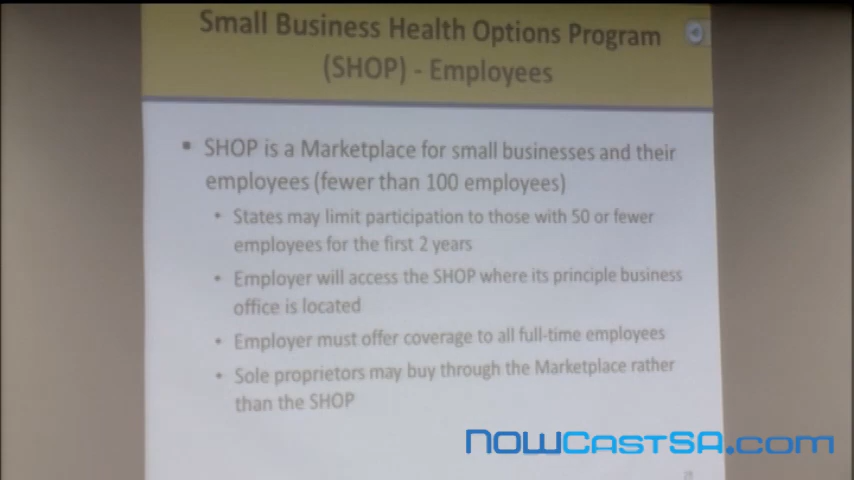 Small Business Health Options Program
(SHOP) - Employees
▪ SHOP is a Marketplace for small businesses and their
employees (fewer than 100 employees)
• States may limit participation to those with 50 or fewer
employees for the first 2 years
• Employer will access the SHOP where its principle business
office is located
• Employer must offer coverage to all full-time employees
• Sole proprietors may buy through the Marketplace rather
than the SHOP
NOWCASTSA.COM